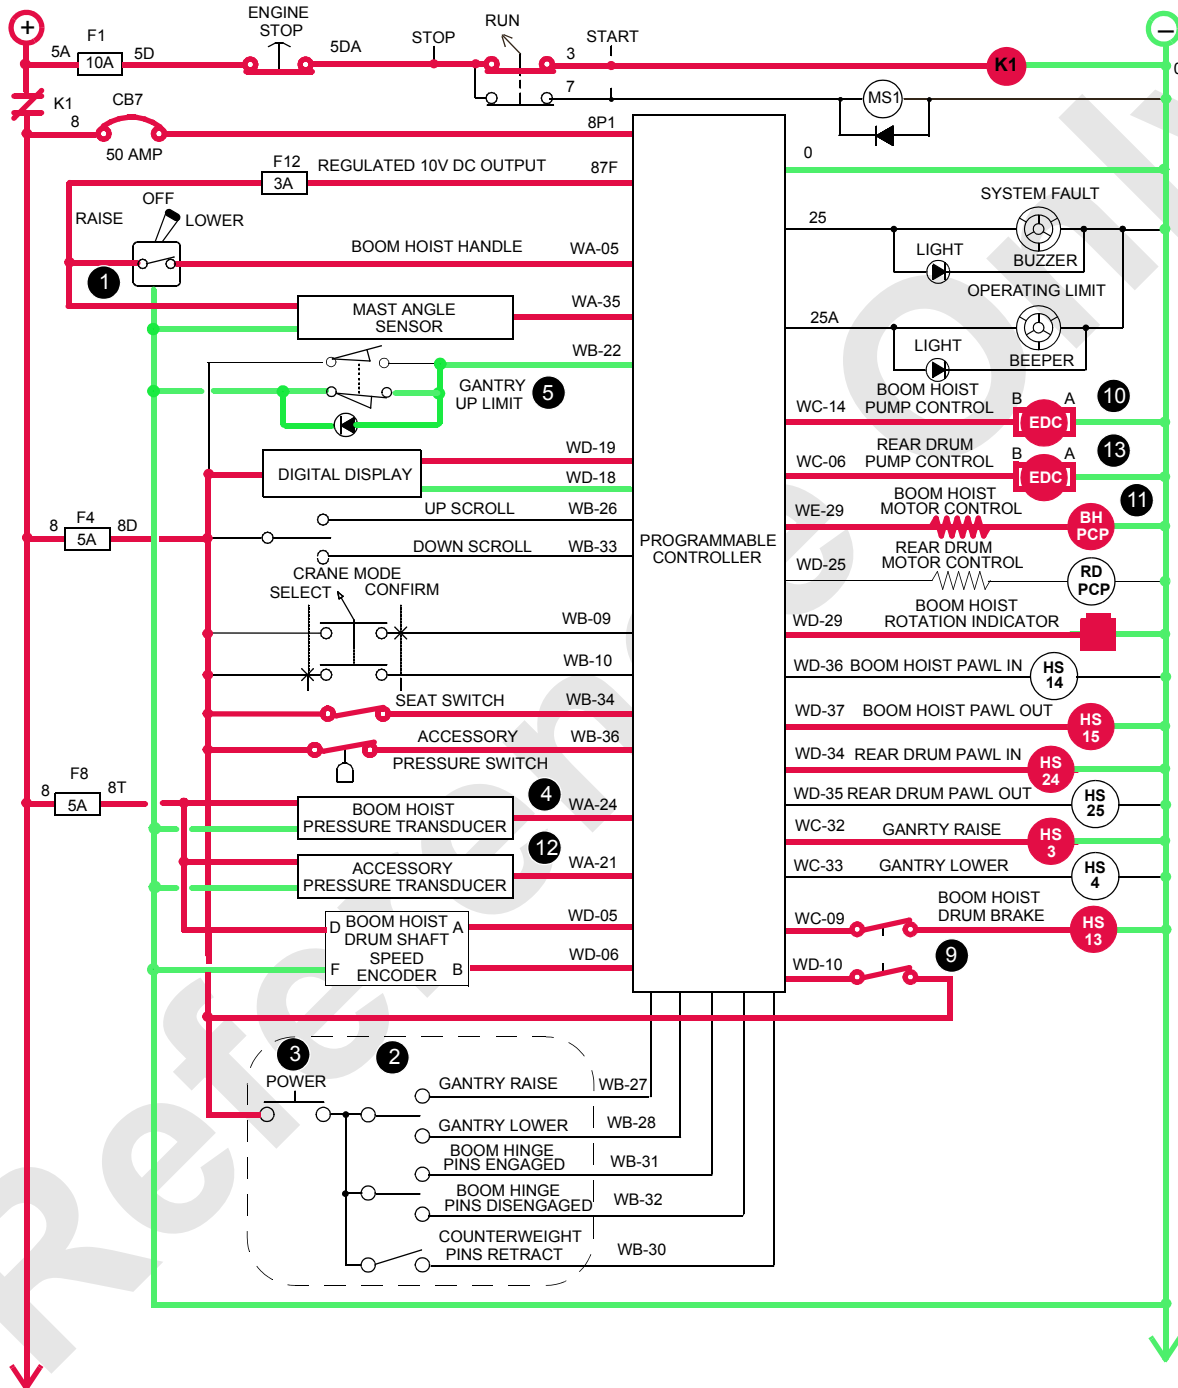 +
ENGINE
STOP
RUN
5A F1 5D
10A
5DA
STOP
3
START
K1
7
MS1
0
K1
8 CB7
50 AMP
8P1
F12 REGULATED 10V DC OUTPUT 87F
3A
0
OFF
RAISE LOWER
BOOM HOIST HANDLE WA-05
1
MAST ANGLE
SENSOR
WA-35
WB-22
GANTRY
UP LIMIT
5
DIGITAL DISPLAY
WD-19
WD-18
UP SCROLL WB-26
8 F4 8D
5A
DOWN SCROLL WB-33
CRANE MODE
SELECT CONFIRM
WB-09
WB-10
SEAT SWITCH WB-34
ACCESSORY WB-36
PRESSURE SWITCH
8 F8 8T
5A
BOOM HOIST
PRESSURE TRANSDUCER
4
WA-24
ACCESSORY
PRESSURE TRANSDUCER
12
WA-21
D BOOM HOIST A
DRUM SHAFT
SPEED
F ENCODER B
WD-05
WD-06
PROGRAMMABLE
CONTROLLER
25
SYSTEM FAULT
LIGHT
BUZZER
25A
OPERATING LIMIT
LIGHT
BEEPER
WC-14
BOOM HOIST
PUMP CONTROL
B A
EDC
10
WC-06
REAR DRUM
PUMP CONTROL
B A
EDC
13
WE-29
BOOM HOIST
MOTOR CONTROL
BH
PCP
11
WD-25
REAR DRUM
MOTOR CONTROL
RD
PCP
WD-29
BOOM HOIST
ROTATION INDICATOR
WD-36 BOOM HOIST PAWL IN
HS
14
WD-37 BOOM HOIST PAWL OUT
HS
15
WD-34 REAR DRUM PAWL IN
HS
24
WD-35 REAR DRUM PAWL OUT
HS
25
WC-32 GANRTY RAISE
HS
3
WC-33 GANTRY LOWER
HS
4
WC-09
BOOM HOIST
DRUM BRAKE
HS
13
WD-10
9
3
2
POWER
GANTRY RAISE WB-27
GANTRY LOWER WB-28
BOOM HINGE
PINS ENGAGED WB-31
BOOM HINGE
PINS DISENGAGED WB-32
COUNTERWEIGHT
PINS RETRACT WB-30
Reference Only